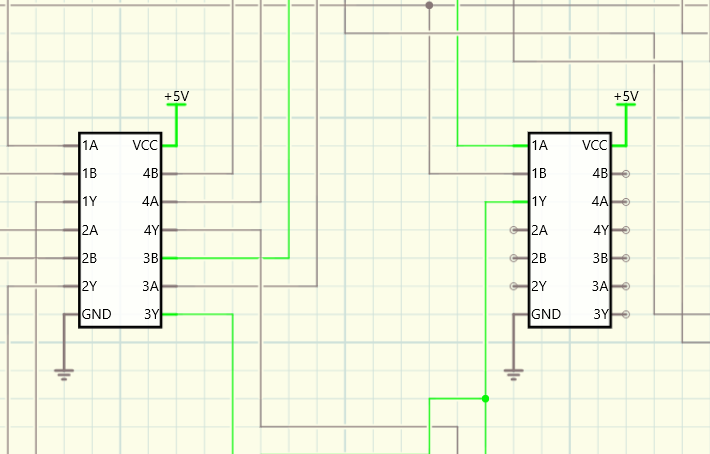 +5V
1A VCC
1B 4B
1Y 4A
2A 4Y
2B 3B
2Y 3A
GND 3Y
+5V
1A VCC
1B 4B
1Y 4A
2A 4Y
2B 3B
2Y 3A
GND 3Y